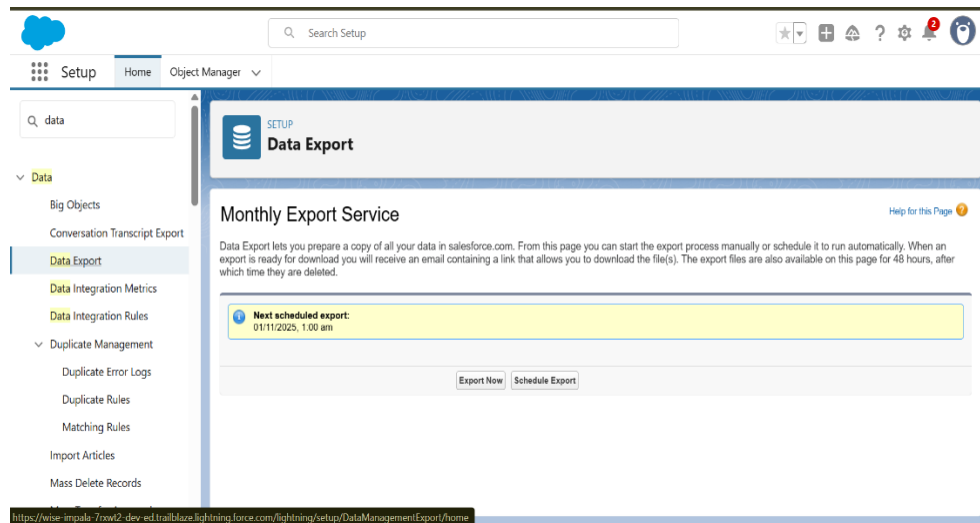 Search Setup
2
Setup
Home
Object Manager
data
Data
Big Objects
Conversation Transcript Export
Data Export
Data Integration Metrics
Data Integration Rules
Duplicate Management
Duplicate Error Logs
Duplicate Rules
Matching Rules
Import Articles
Mass Delete Records
https://wise-impala-7rxwt2-dev-ed.trailblaze.lightning.force.com/lightning/setup/DataManagementExport/home
SETUP
Data Export
Monthly Export Service
Help for this Page
Data Export lets you prepare a copy of all your data in salesforce.com. From this page you can start the export process manually or schedule it to run automatically. When an
export is ready for download you will receive an email containing a link that allows you to download the file(s). The export files are also available on this page for 48 hours, after
which time they are deleted.
Next scheduled export:
01/11/2025, 1:00 am
Export Now
Schedule Export